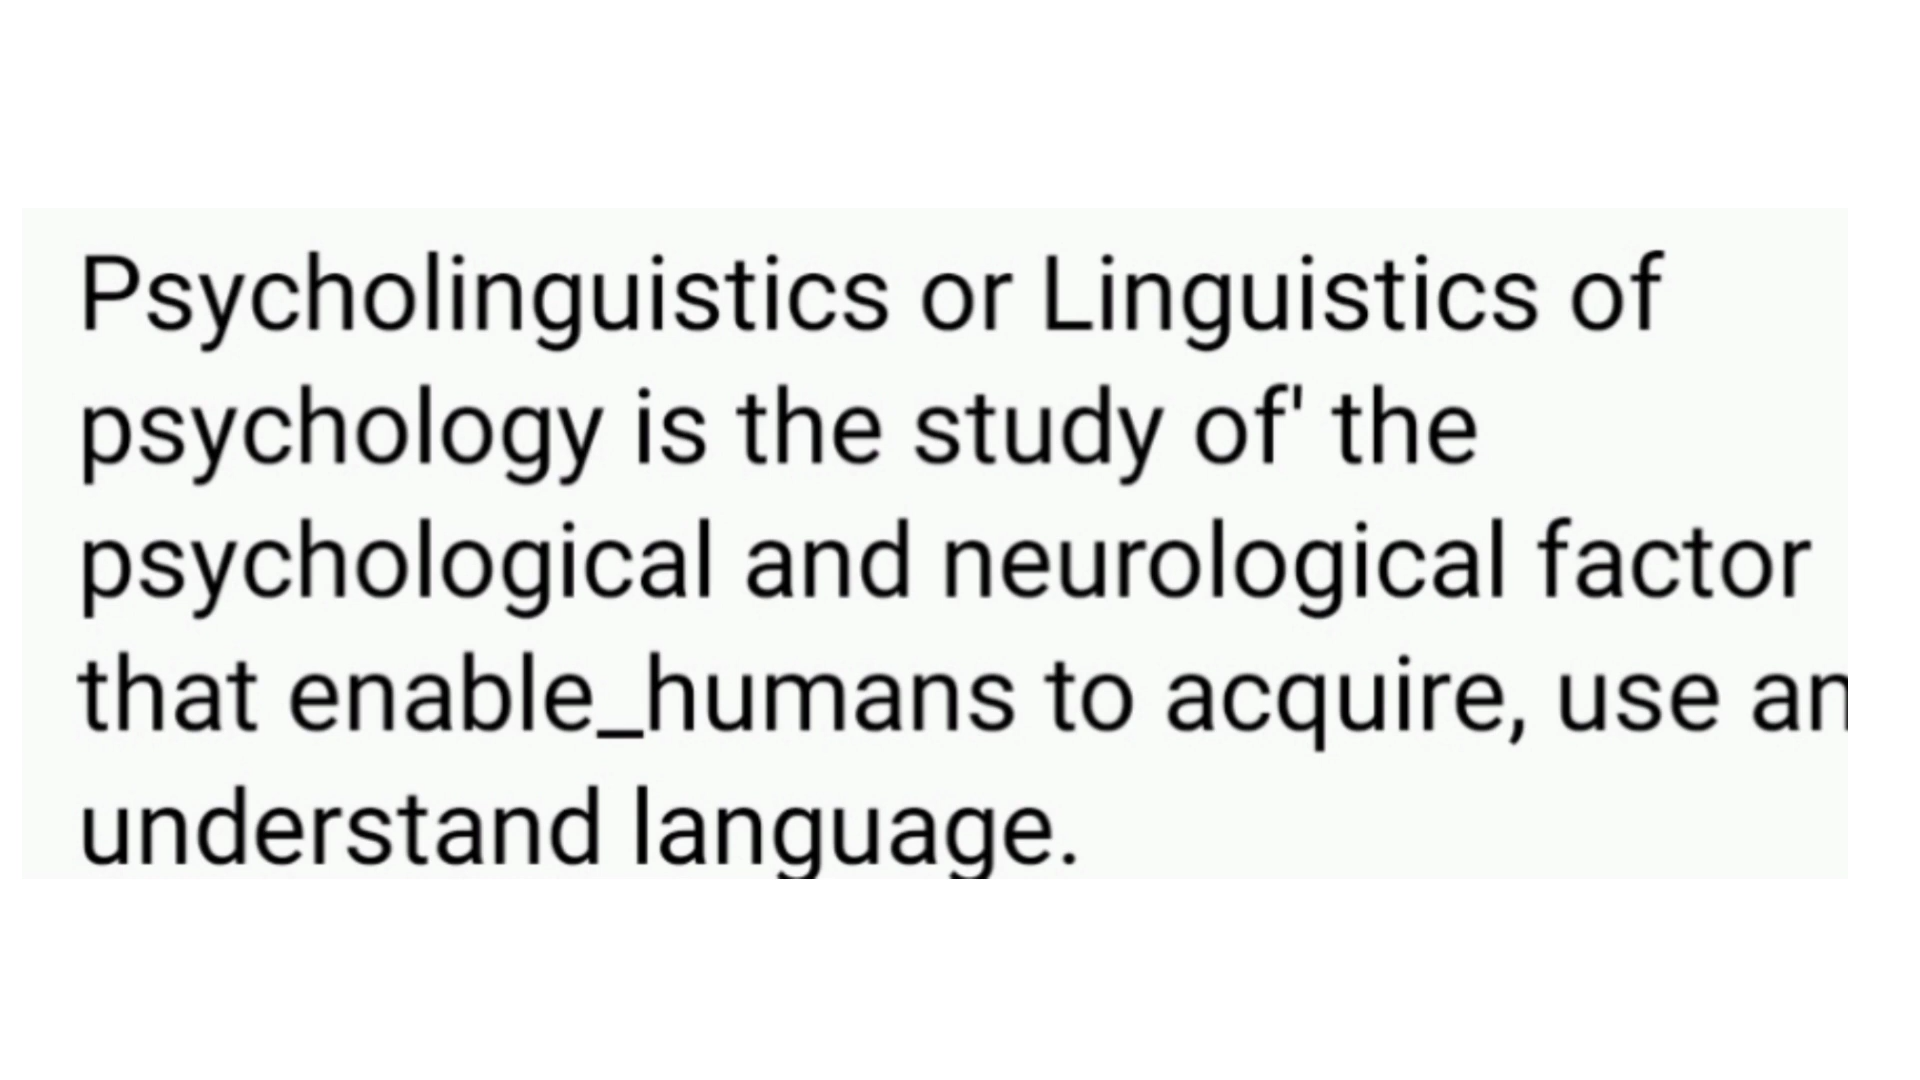 Psycholinguistics or Linguistics of
psychology is the study of' the
psychological and neurological factor
that enable_humans to acquire, use an
understand language.